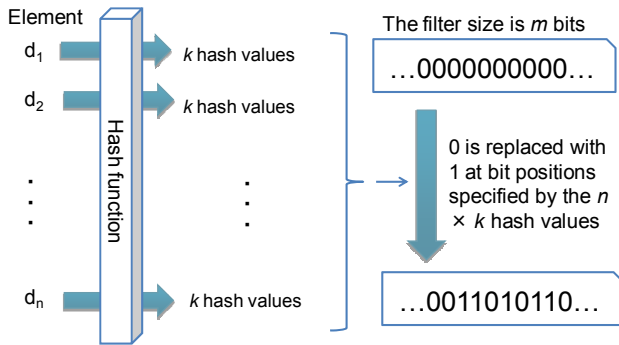 Element
The filter size is m bits
d1
k hash values
…0000000000…
d2
k hash values
Hash function
0 is replaced with
1 at bit positions
specified by the n
× k hash values
. . .
. . .
dn
k hash values
…0011010110…